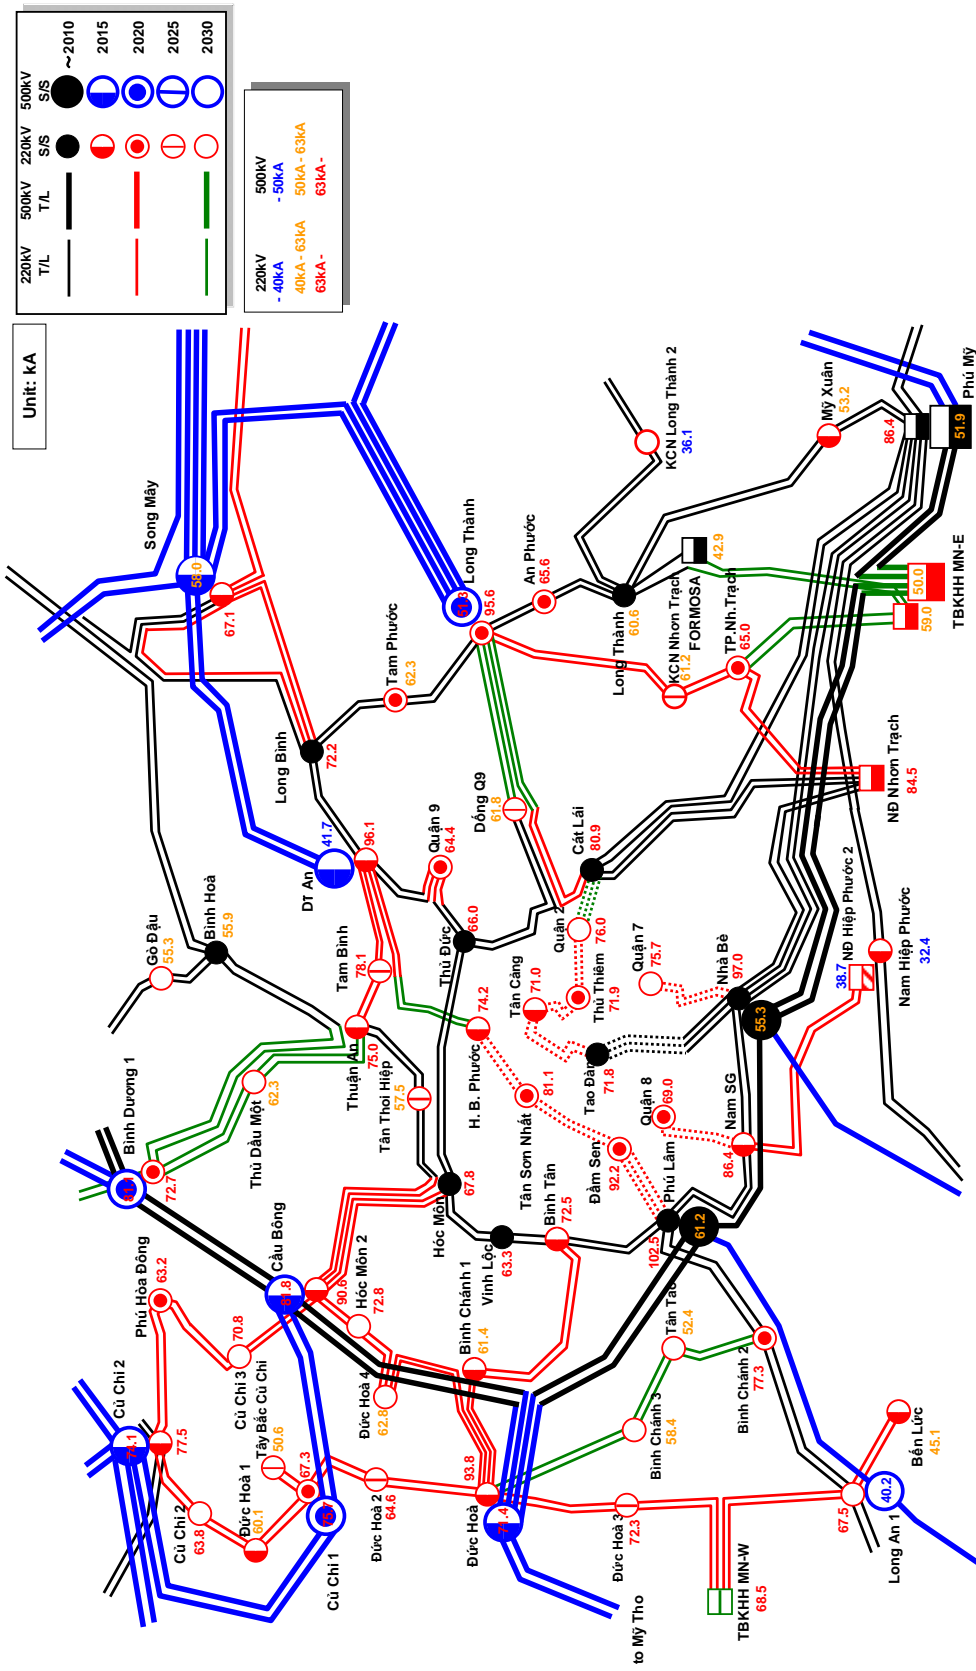 220kV T/L
500kV T/L
220kV S/S
500kV S/S
~2010
2015
2020
2025
2030
220kV
500kV
- 40kA
- 50kA
40kA - 63kA
50kA - 63kA
63kA -
63kA -
Unit: kA
Song Mây
58.0
67.1
Long Thành
51.3
95.6
An Phước
65.6
Tam Phước
62.3
Long Bình
72.2
KCN Long Thành 2
36.1
Mỹ Xuân
53.2
86.4
Phú Mỹ
51.9
Long Thành
60.6
42.9
FORMOSA
KCN Nhơn Trạch
61.2
TP.Nh.Trạch
65.0
TBKHH MN-E
50.0
59.0
NĐ Nhơn Trạch
84.5
Dĩ An
41.7
96.1
Quận 9
64.4
Dông Q9
61.8
Cát Lái
80.9
Thủ Đức
66.0
Quận 2
76.0
Gò Đậu
55.3
Bình Hoà
55.9
Tam Bình
78.1
Thuận An
75.0
H. B. Phước
74.2
Tân Cảng
71.0
Thủ Thiêm
71.9
Quận 7
75.7
Nhà Bè
97.0
55.3
NĐ Hiệp Phước 2
38.7
Nam Hiệp Phước
32.4
Tao Đàn
71.8
Bình Dương 1
81.1
72.7
Thủ Dầu Một
62.3
Tân Thoi Hiệp
57.5
Tân Sơn Nhất
81.1
Quận 8
69.0
Nam SG
86.4
Đầm Sen
92.2
Phú Lâm
102.5
61.2
Hóc Môn
67.8
Vinh Lộc
63.3
Bình Tân
72.5
Cầu Bông
81.8
90.6
Hóc Môn 2
72.8
Phú Hòa Đông
63.2
Củ Chi 3
70.8
Bình Chánh 1
61.4
Đức Hoà 4
62.8
Tân Tạo
52.4
Bình Chánh 2
77.3
Bình Chánh 3
58.4
Củ Chi 2
74.1
77.5
Tây Bắc Củ Chi
50.6
67.3
Củ Chi 2
63.8
Đức Hoà 1
60.1
Củ Chi 1
75.7
Đức Hoà 2
64.6
Đức Hoà
93.8
71.4
Đức Hoà 3
72.3
Bến Lức
45.1
Long An 1
67.5
40.2
TBKHH MN-W
68.5
to Mỹ Tho